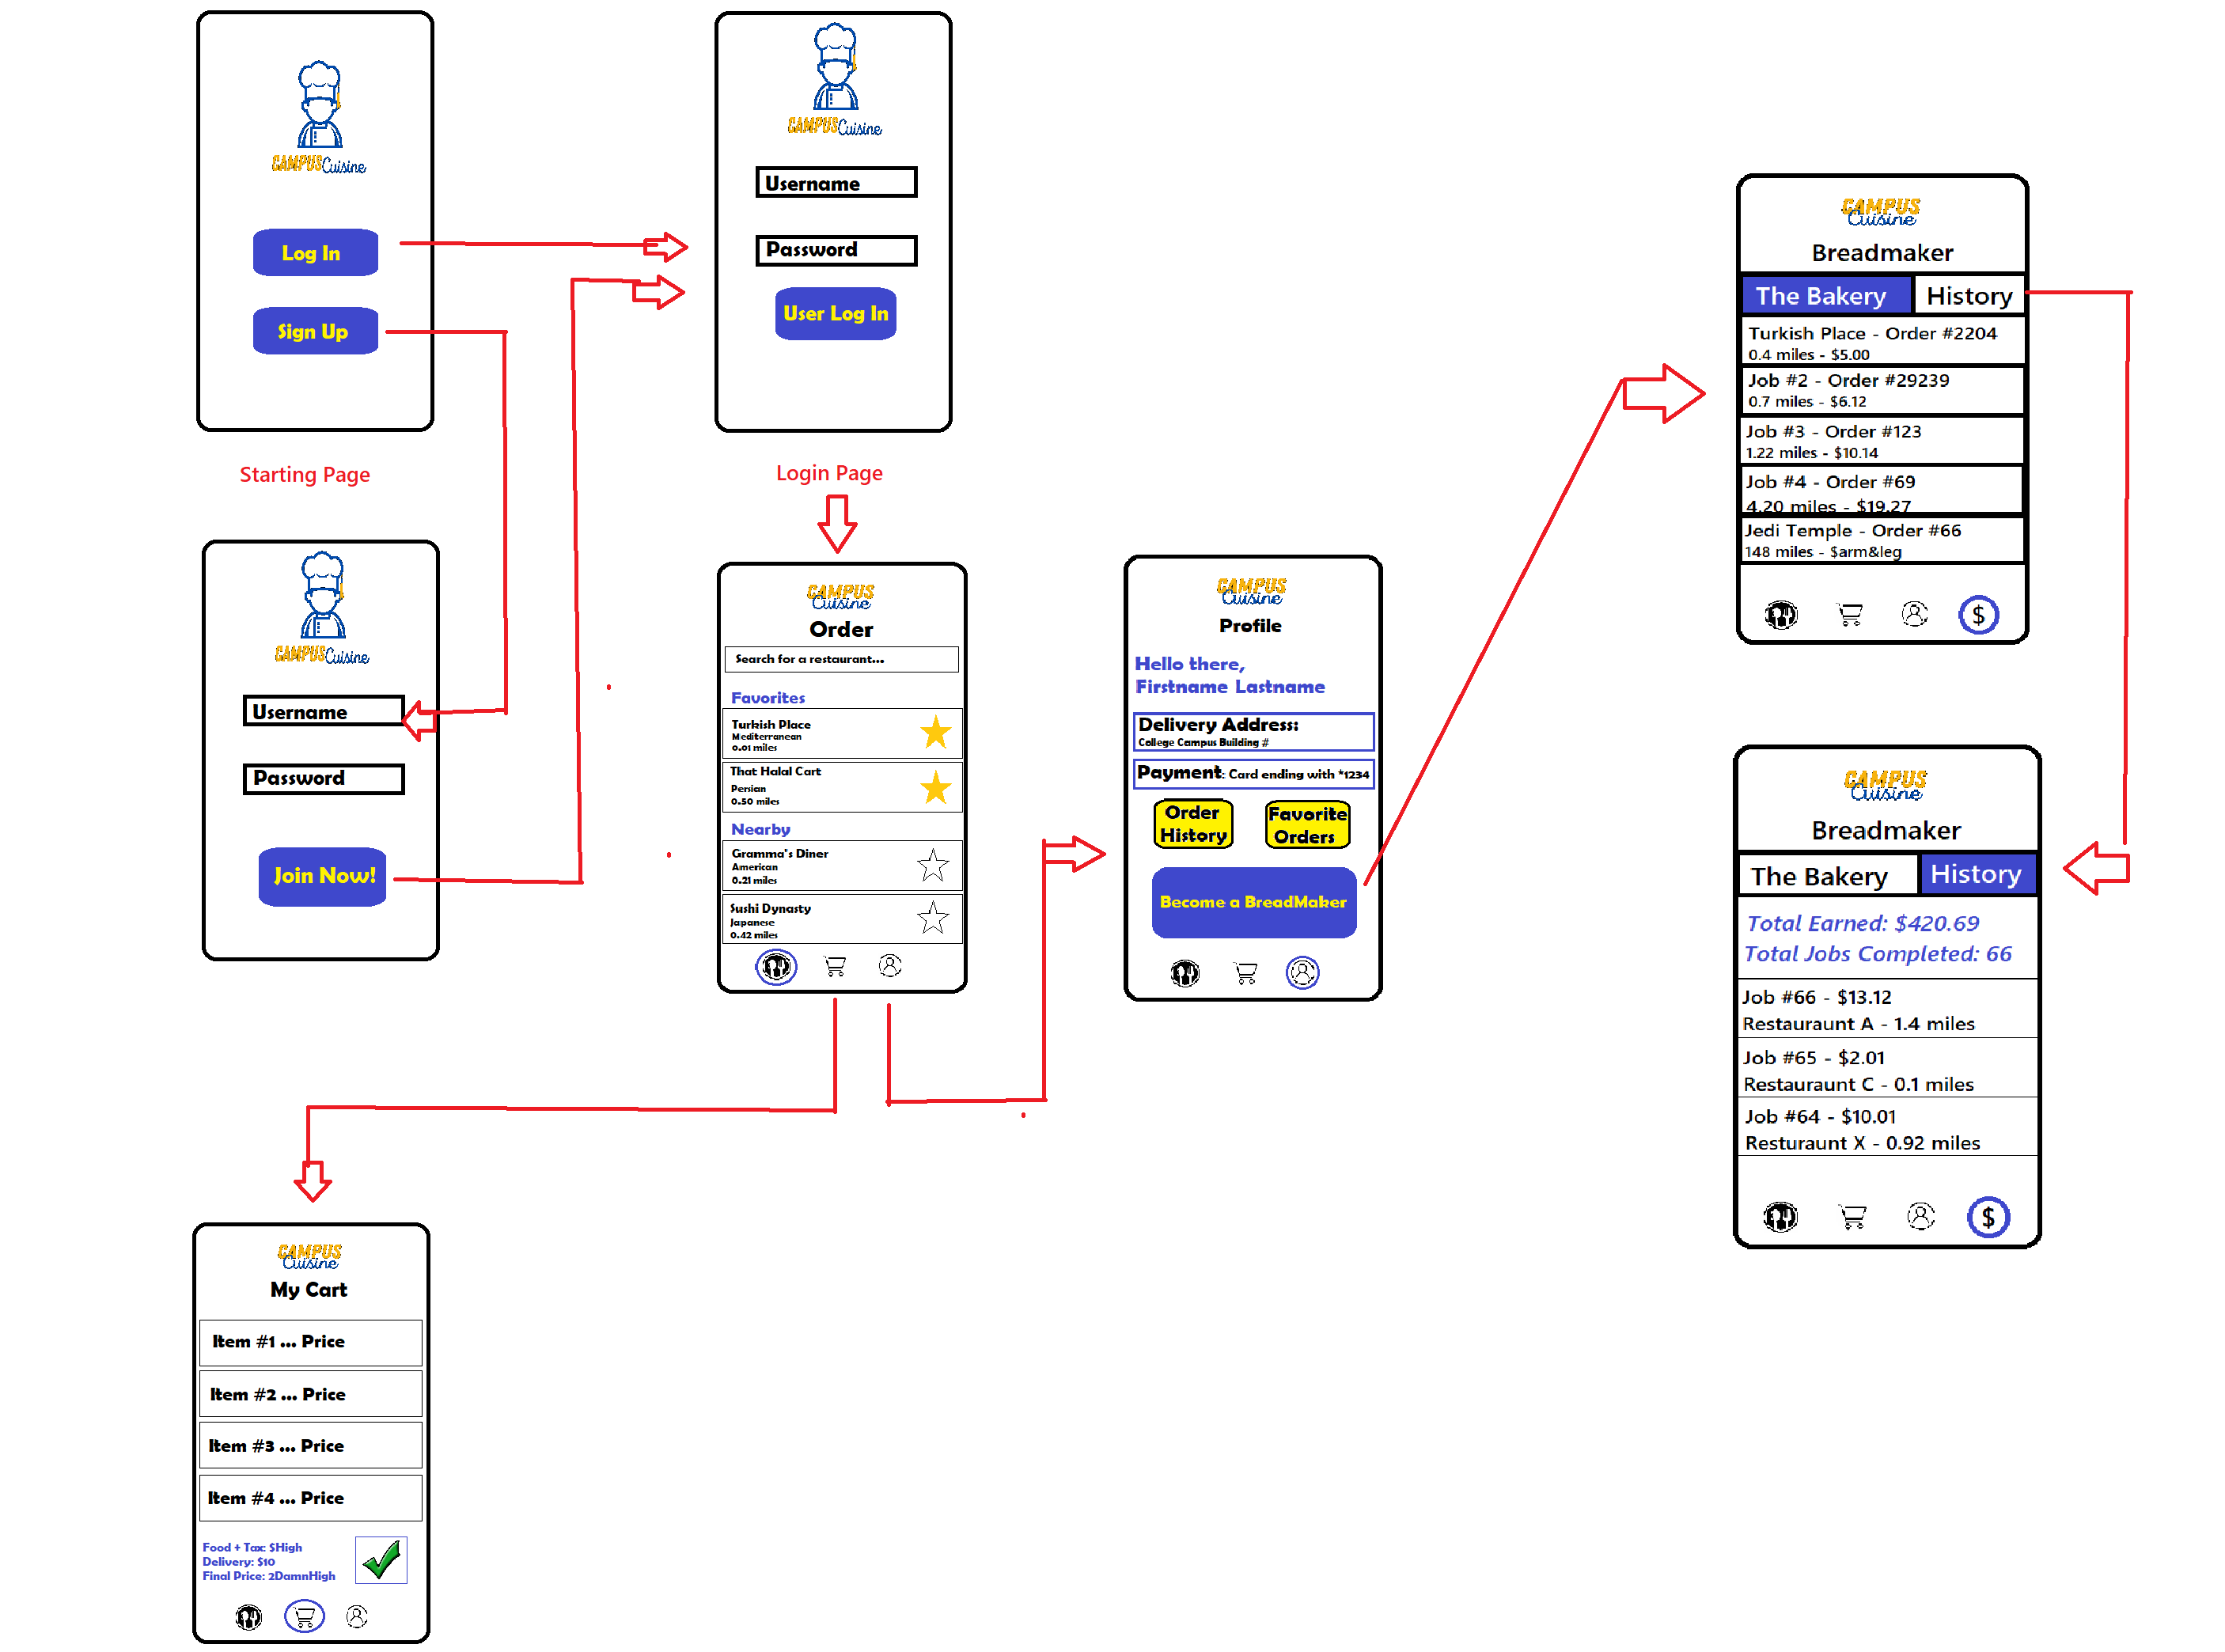 CAMPUS Cuisine
Log In
Sign Up
Starting Page
CAMPUS Cuisine
Username
Password
User Log In
Login Page
CAMPUS Cuisine
Username
Password
Join Now!
CAMPUS
Cuisine
Order
Search for a restaurant...
Favorites
Turkish Place
Mediterranean
0.01 miles
That Halal Cart
Persian
0.50 miles
Nearby
Gramma's Diner
American
0.21 miles
Sushi Dynasty
Japanese
0.42 miles
CAMPUS
Cuisine
Profile
Hello there,
Firstname Lastname
Delivery Address:
College Campus Building #
Payment: Card ending with *1234
Order
History
Favorite
Orders
Become a BreadMaker
CAMPUS
Cuisine
Breadmaker
The Bakery
History
Turkish Place - Order #2204
0.4 miles - $5.00
Job #2 - Order #29239
0.7 miles - $6.12
Job #3 - Order #123
1.22 miles - $10.14
Job #4 - Order #69
4.20 miles - $19.27
Jedi Temple - Order #66
148 miles - $arm&leg
$
CAMPUS
Cuisine
Breadmaker
The Bakery
History
Total Earned: $420.69
Total Jobs Completed: 66
Job #66 - $13.12
Restauraunt A - 1.4 miles
Job #65 - $2.01
Restauraunt C - 0.1 miles
Job #64 - $10.01
Resturaunt X - 0.92 miles
$
CAMPUS
Cuisine
My Cart
Item #1 ... Price
Item #2 ... Price
Item #3 ... Price
Item #4 ... Price
Food + Tax: $High
Delivery: $10
Final Price: 2DamnHigh